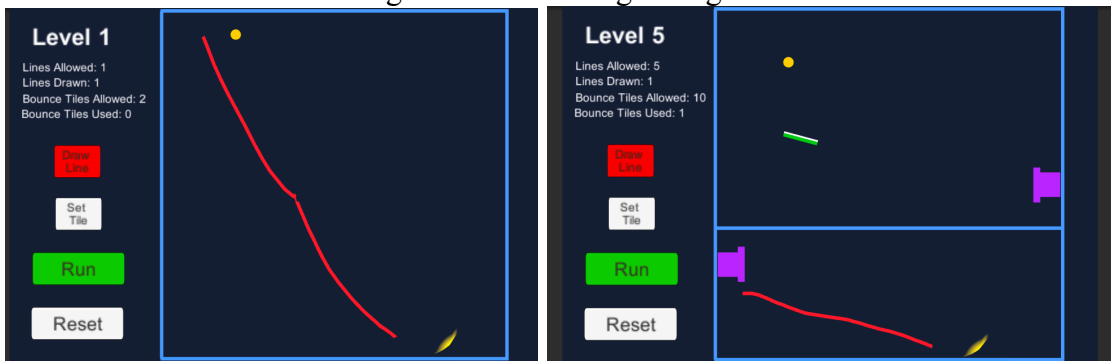 Level 1
Lines Allowed: 1
Lines Drawn: 1
Bounce Tiles Allowed: 2
Bounce Tiles Used: 0
Draw
Line
Set
Tile
Run
Reset
Level 5
Lines Allowed: 5
Lines Drawn: 1
Bounce Tiles Allowed: 10
Bounce Tiles Used: 1
Draw
Line
Set
Tile
Run
Reset